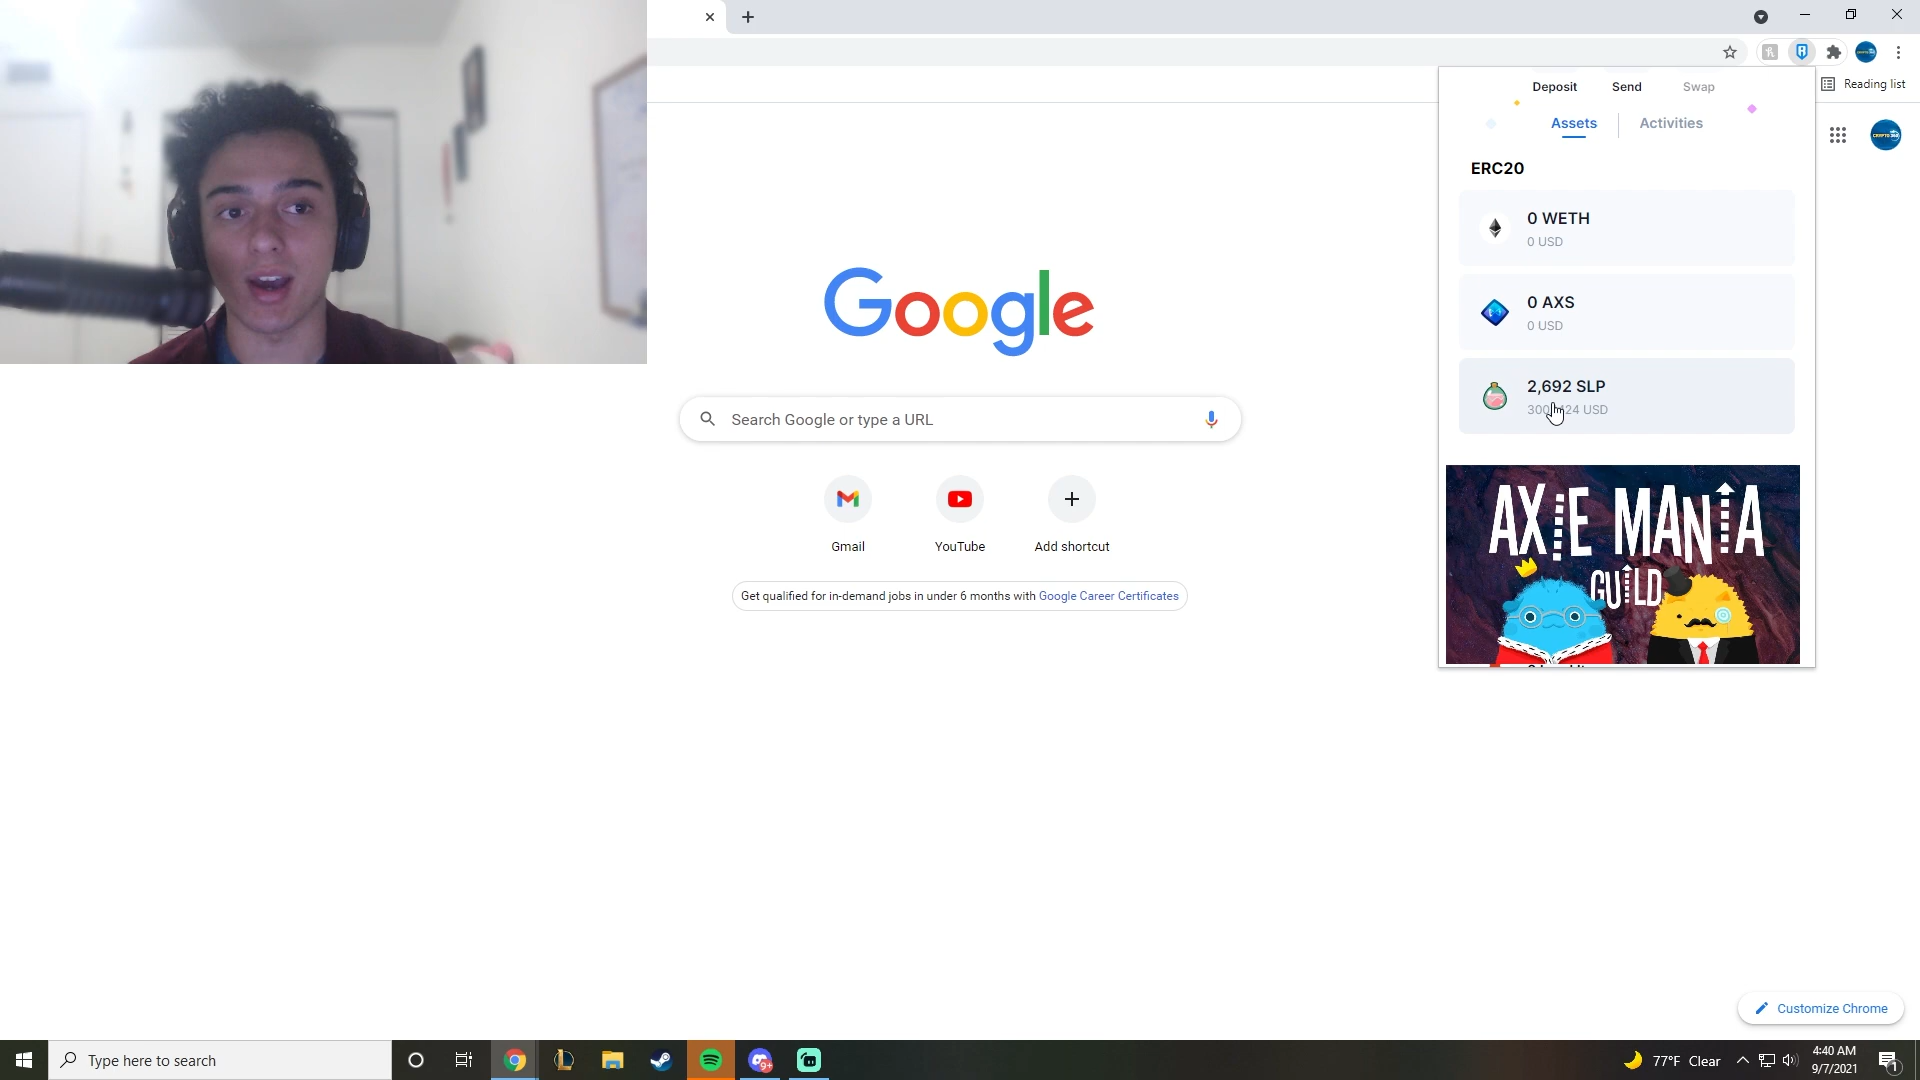 Reading list
Deposit
Send
Swap
Assets
Activities
ERC20
0 WETH
0 USD
0 AXS
0 USD
2,692 SLP
USD
AXIE MANIA
GUILD
CRYPTO
Google
Search Google or type a URL
Gmail
YouTube
Add shortcut
Get qualified for in-demand jobs in under 6 months with Google Career Certificates
Customize Chrome
Type here to search
9+
77°F Clear
4:40 AM
9/7/2021
1